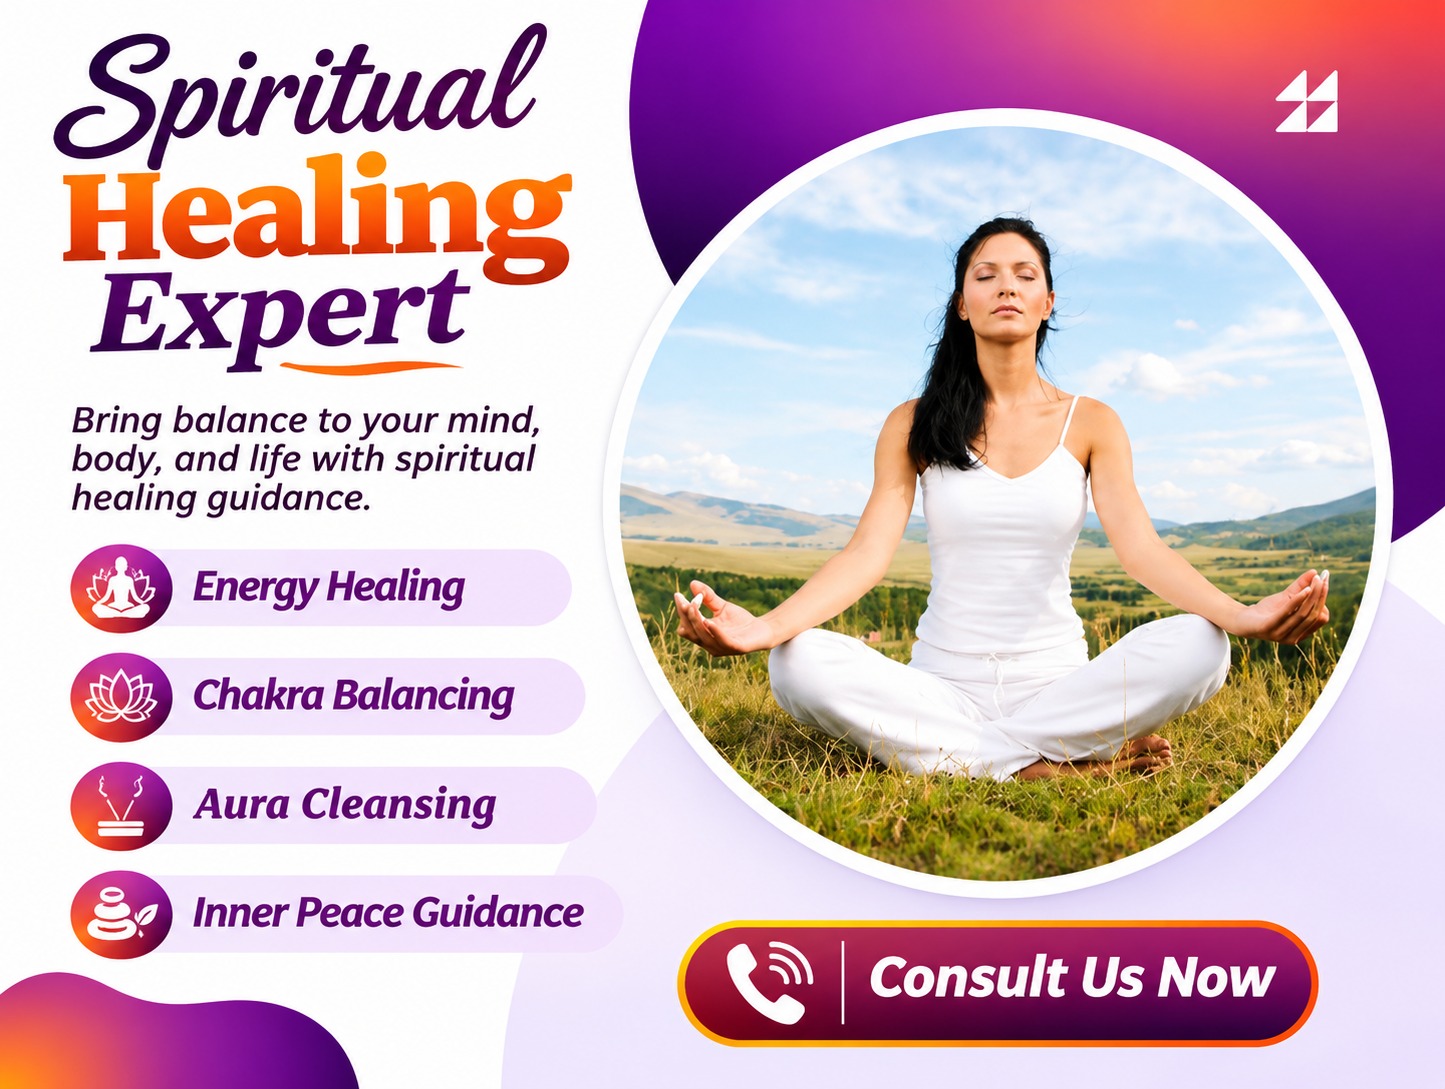 Spiritual
Healing
Expert
Bring balance to your mind,
body, and life with spiritual
healing guidance.
Energy Healing
Chakra Balancing
Aura Cleansing
Inner Peace Guidance
Consult Us Now